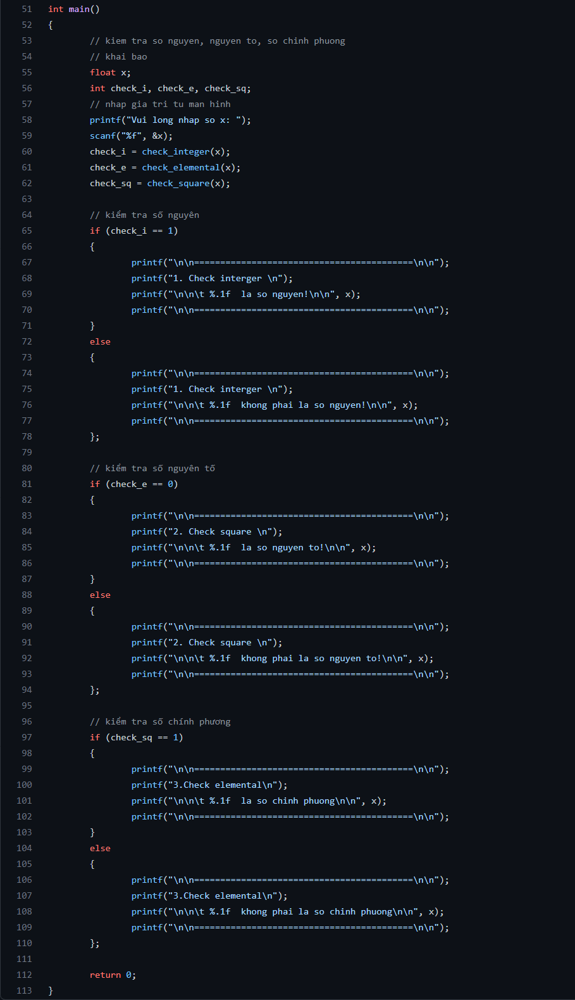 51 int main()
52 {
53 // kiem tra so nguyen, nguyen to, so chinh phuong
54 // khai bao
55 float x;
56 int check_i, check_e, check_sq;
57 // nhap gia tri tu man hinh
58 printf("Vui long nhap so x: ");
59 scanf("%f", &x);
60 check_i = check_integer(x);
61 check_e = check_elemental(x);
62 check_sq = check_square(x);
63
64 // kiểm tra số nguyên
65 if (check_i == 1)
66 {
67 printf("\n\n==========================================\n\n");
68 printf("1. Check interger \n");
69 printf("\n\n\t %.1f  la so nguyen!\n\n", x);
70 printf("\n\n==========================================\n\n");
71 }
72 else
73 {
74 printf("\n\n==========================================\n\n");
75 printf("1. Check interger \n");
76 printf("\n\n\t %.1f  khong phai la so nguyen!\n\n", x);
77 printf("\n\n==========================================\n\n");
78 };
79
80 // kiểm tra số nguyên tố
81 if (check_e == 0)
82 {
83 printf("\n\n==========================================\n\n");
84 printf("2. Check square \n");
85 printf("\n\n\t %.1f  la so nguyen to!\n\n", x);
86 printf("\n\n==========================================\n\n");
87 }
88 else
89 {
90 printf("\n\n==========================================\n\n");
91 printf("2. Check square \n");
92 printf("\n\n\t %.1f  khong phai la so nguyen to!\n\n", x);
93 printf("\n\n==========================================\n\n");
94 };
95
96 // kiểm tra số chính phương
97 if (check_sq == 1)
98 {
99 printf("\n\n==========================================\n\n");
100 printf("3.Check elemental\n");
101 printf("\n\n\t %.1f  la so chinh phuong\n\n", x);
102 printf("\n\n==========================================\n\n");
103 }
104 else
105 {
106 printf("\n\n==========================================\n\n");
107 printf("3.Check elemental\n");
108 printf("\n\n\t %.1f  khong phai la so chinh phuong\n\n", x);
109 printf("\n\n==========================================\n\n");
110 };
111
112 return 0;
113 }